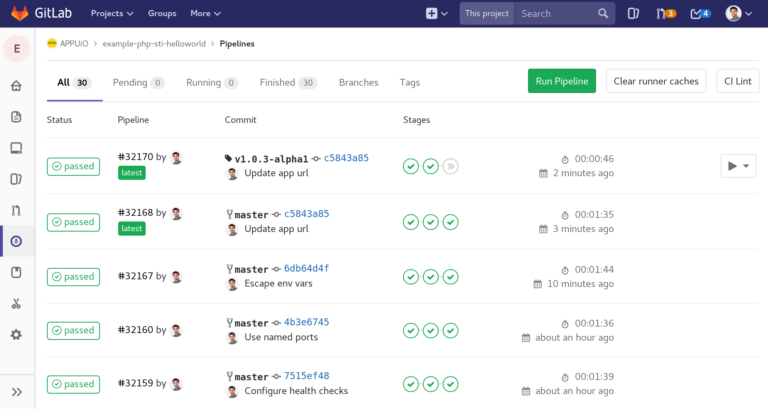 GitLab Projects Groups More This project Search 3 4
APPUiO > example-php-sti-helloworld > Pipelines
All 30 Pending 0 Running 0 Finished 30 Branches Tags Run Pipeline Clear runner caches CI Lint
Status Pipeline Commit Stages
passed #32170 by v1.0.3-alpha1 c5843a85 00:00:46
latest Update app url 2 minutes ago
passed #32168 by master c5843a85 00:01:35
latest Update app url 3 minutes ago
passed #32167 by master 6db64d4f 00:01:44
Escape env vars 10 minutes ago
passed #32160 by master 4b3e6745 00:01:36
Use named ports about an hour ago
passed #32159 by master 7515ef48 00:01:39
Configure health checks about an hour ago
E